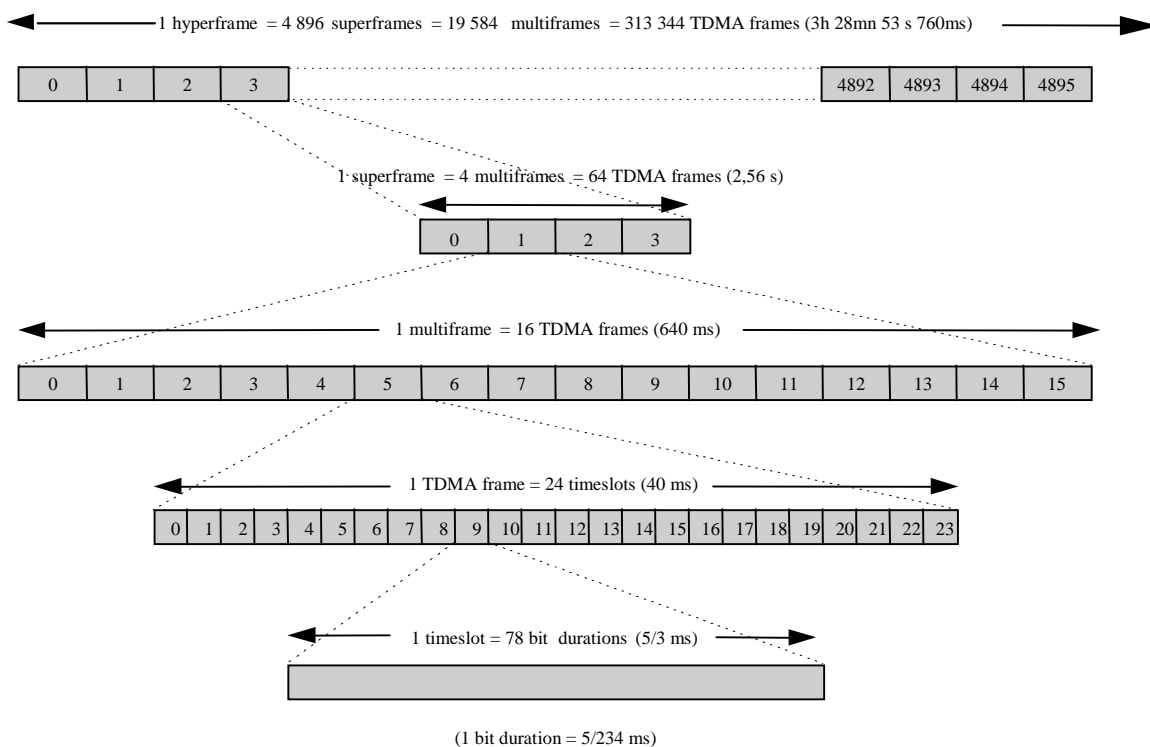 1 hyperframe = 4 896 superframes = 19 584 multiframes = 313 344 TDMA frames (3h 28mn 53 s 760ms)
0 1 2 3 4892 4893 4894 4895
1 superframe = 4 multiframes = 64 TDMA frames (2,56 s)
0 1 2 3
1 multiframe = 16 TDMA frames (640 ms)
0 1 2 3 4 5 6 7 8 9 10 11 12 13 14 15
1 TDMA frame = 24 timeslots (40 ms)
0 1 2 3 4 5 6 7 8 9 10 11 12 13 14 15 16 17 18 19 20 21 22 23
1 timeslot = 78 bit durations (5/3 ms)
(1 bit duration = 5/234 ms)